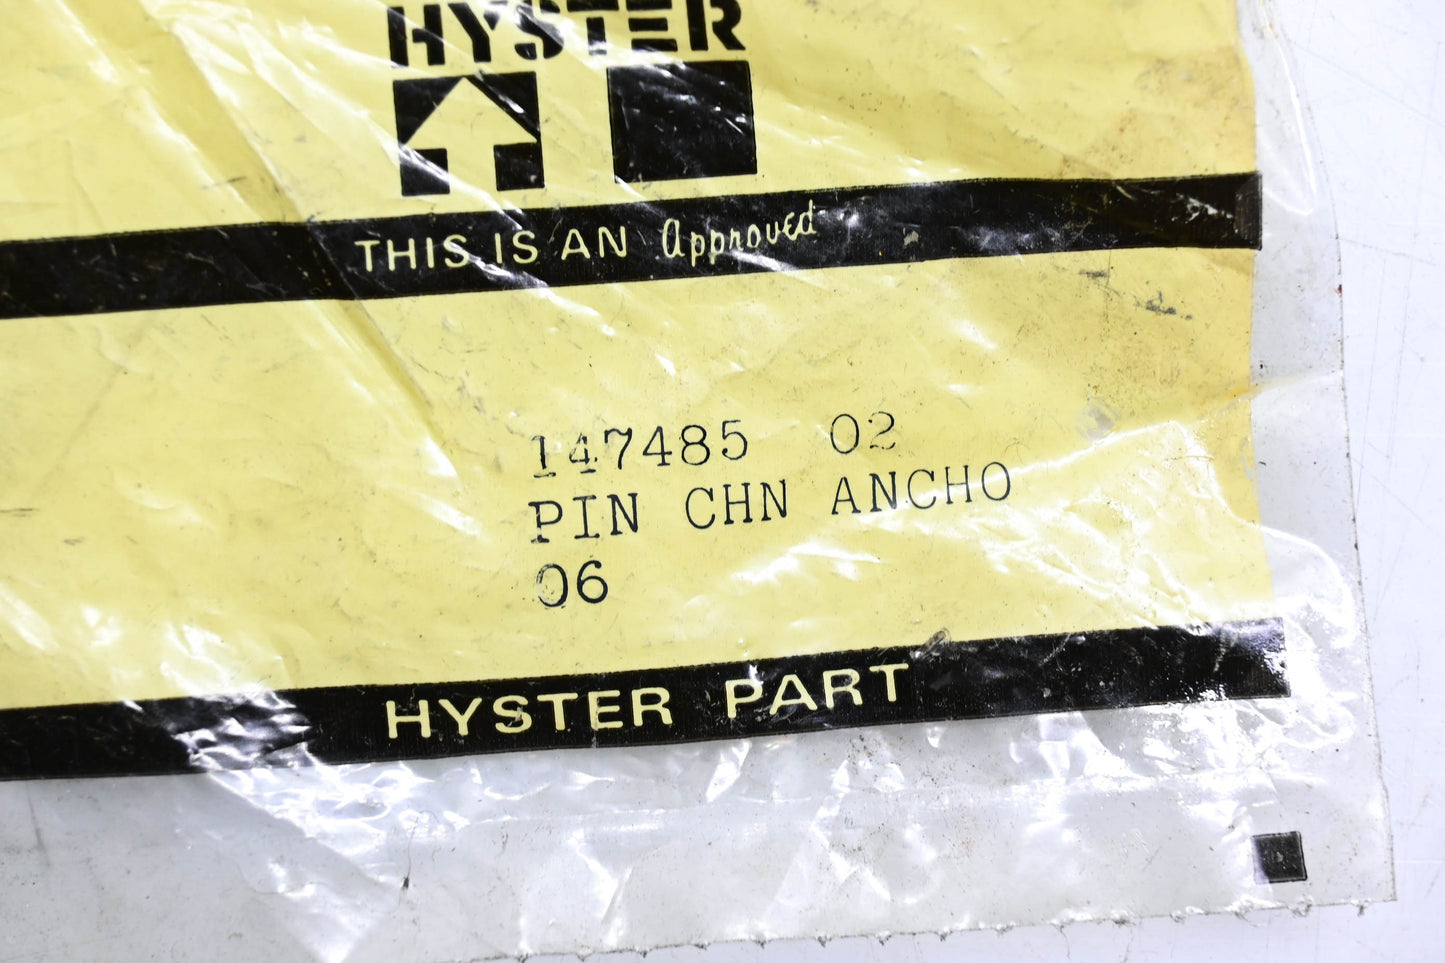 HYSTER
THIS IS AN Approved
147485 02
PIN CHN ANCHO
06
HYSTER PART